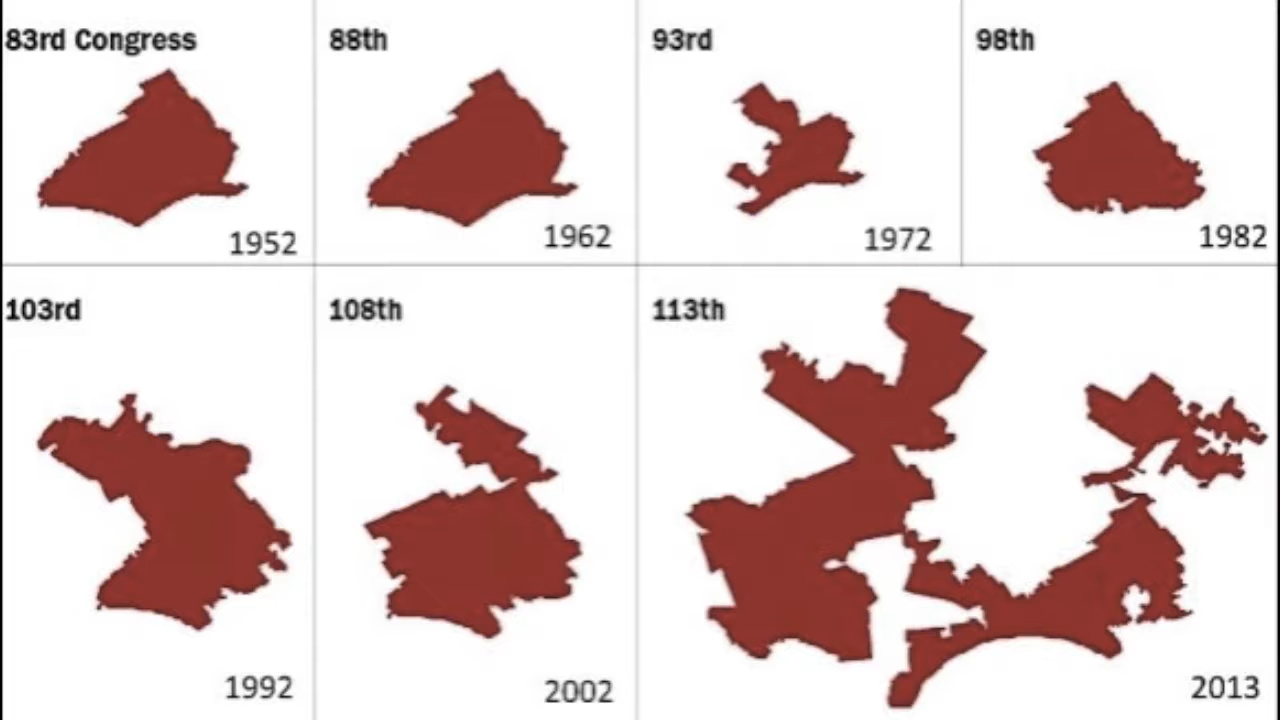 83rd Congress
1952
88th
1962
93rd
1972
98th
1982
103rd
1992
108th
2002
113th
2013